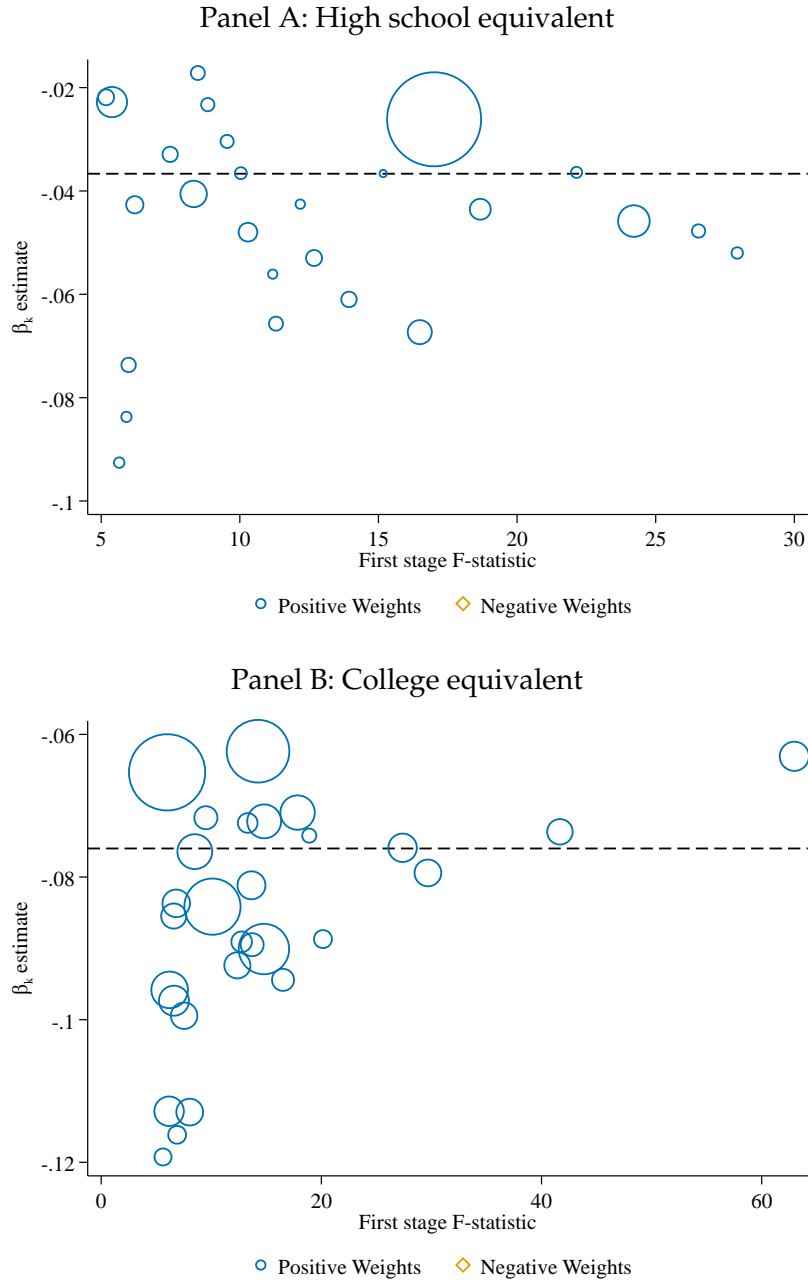 Panel A: High school equivalent
-.02
-.04
-.06
-.08
-.1
βk estimate
5 10 15 20 25 30
First stage F-statistic
Positive Weights Negative Weights
Panel B: College equivalent
-.06
-.08
-.1
-.12
βk estimate
0 20 40 60
First stage F-statistic
Positive Weights Negative Weights